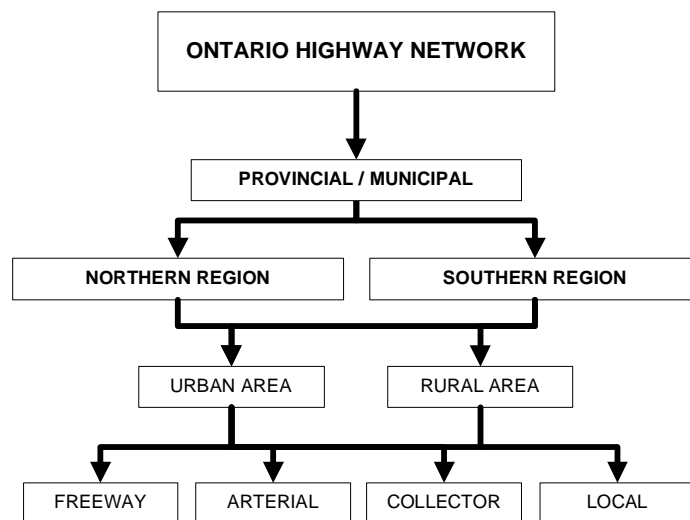 ONTARIO HIGHWAY NETWORK
PROVINCIAL / MUNICIPAL
NORTHERN REGION
SOUTHERN REGION
URBAN AREA
RURAL AREA
FREEWAY
ARTERIAL
COLLECTOR
LOCAL